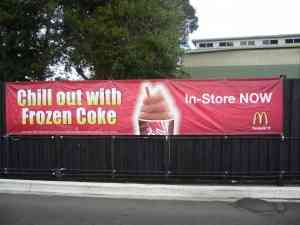 Chill out with
Frozen Coke
In-Store NOW